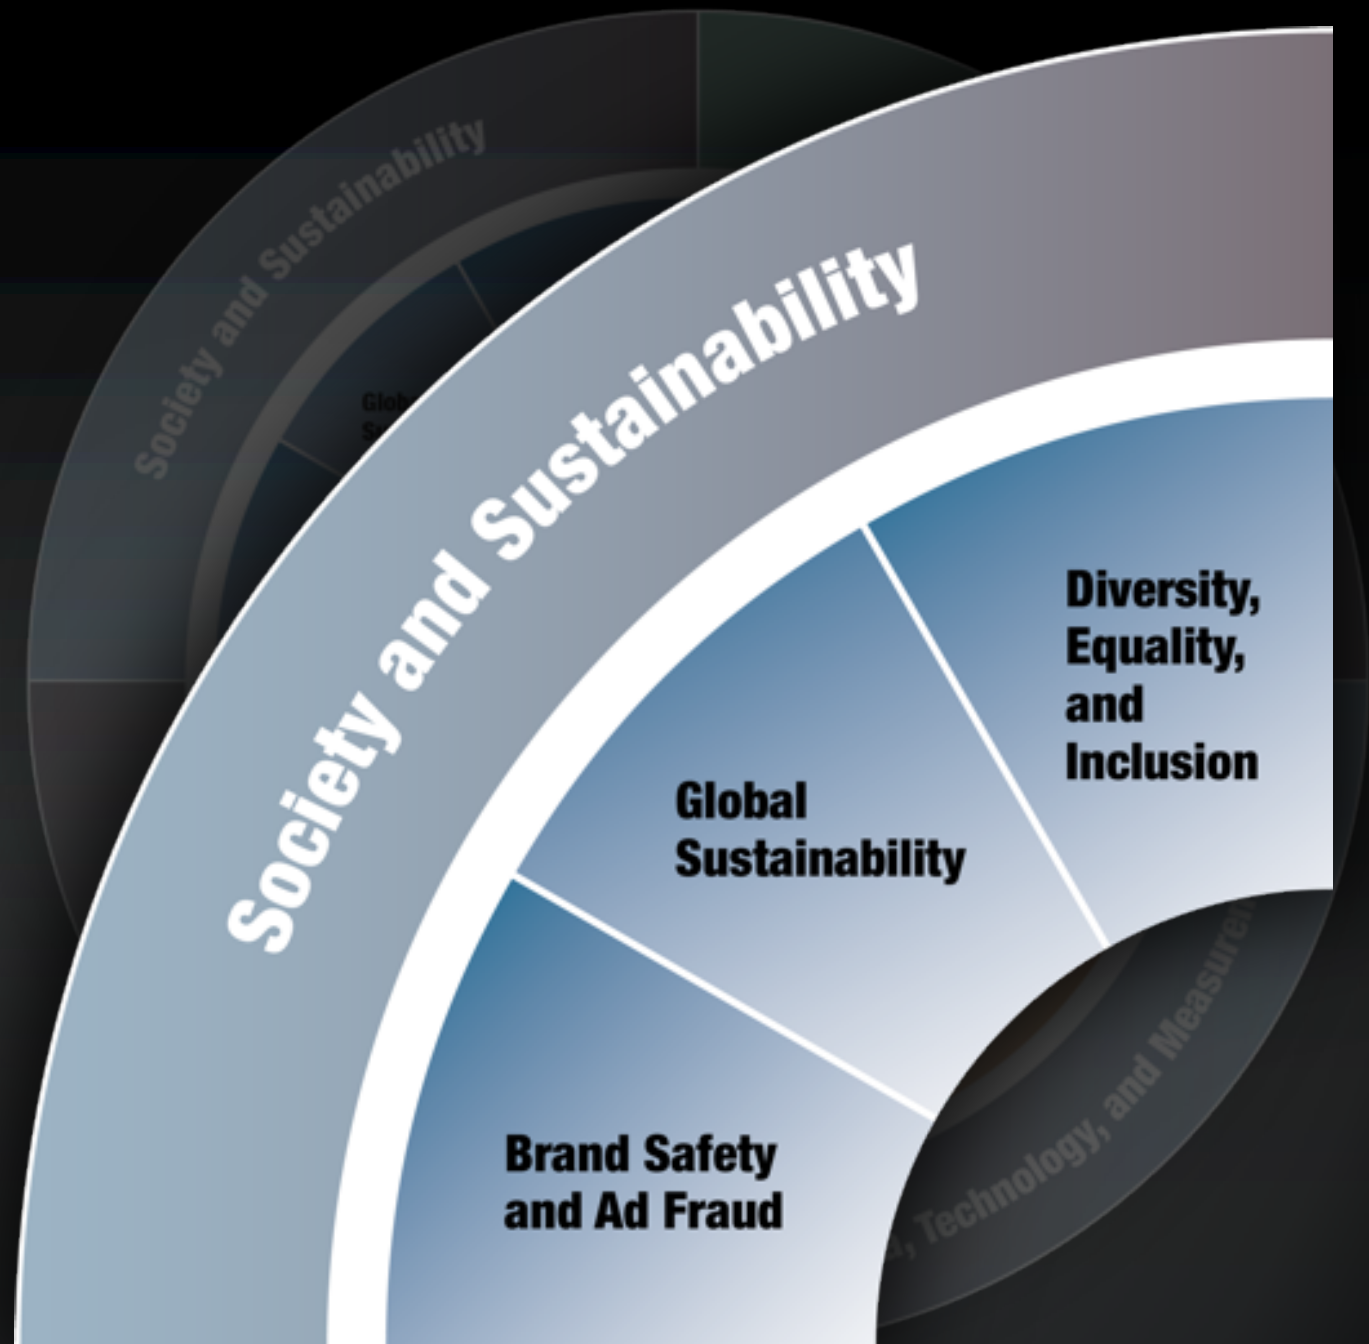 Society and Sustainability
Society and Sustainability
Diversity,
Equality,
and
Inclusion
Global
Sustainability
Brand Safety
and Ad Fraud
Technology, and